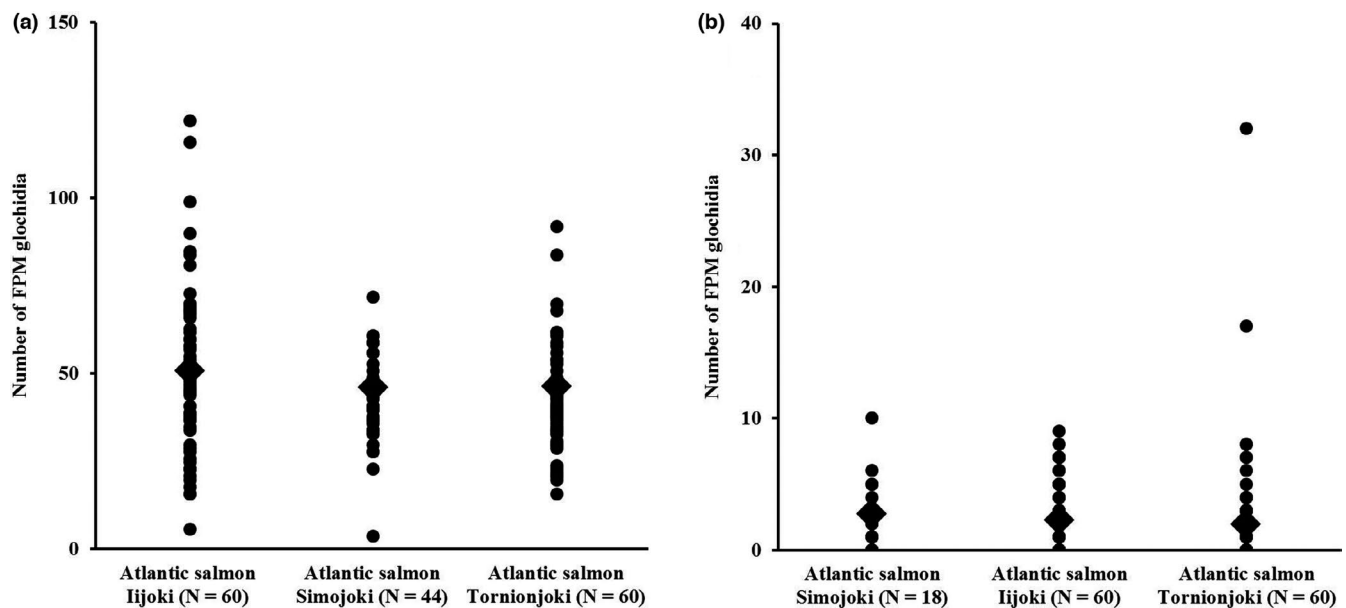 (a)
150
100
50
0
Number of FPM glochidia
Atlantic salmon
Iijoki (N = 60)
Atlantic salmon
Simojoki (N = 44)
Atlantic salmon
Tornionjoki (N = 60)
(b)
40
30
20
10
0
Number of FPM glochidia
Atlantic salmon
Simojoki (N = 18)
Atlantic salmon
Iijoki (N = 60)
Atlantic salmon
Tornionjoki (N = 60)